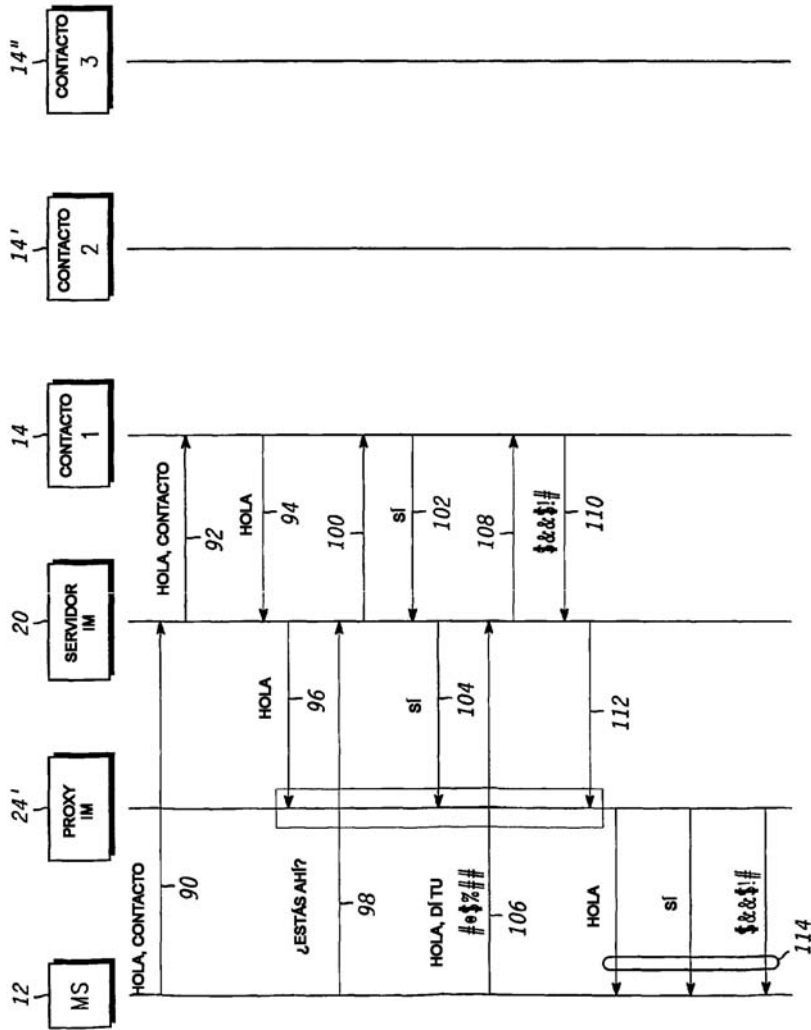 12
MS
24'
PROXY
IM
20
SERVIDOR
IM
14
CONTACTO
1
14'
CONTACTO
2
14"
CONTACTO
3
HOLA, CONTACTO
90
HOLA, CONTACTO
92
HOLA
94
HOLA
96
¿ESTÁS AHÍ?
98
100
SÍ
102
SÍ
104
HOLA, DÍ TU
#@$%##
106
108
$&&$!#
110
112
HOLA
SÍ
$&&$!#
114